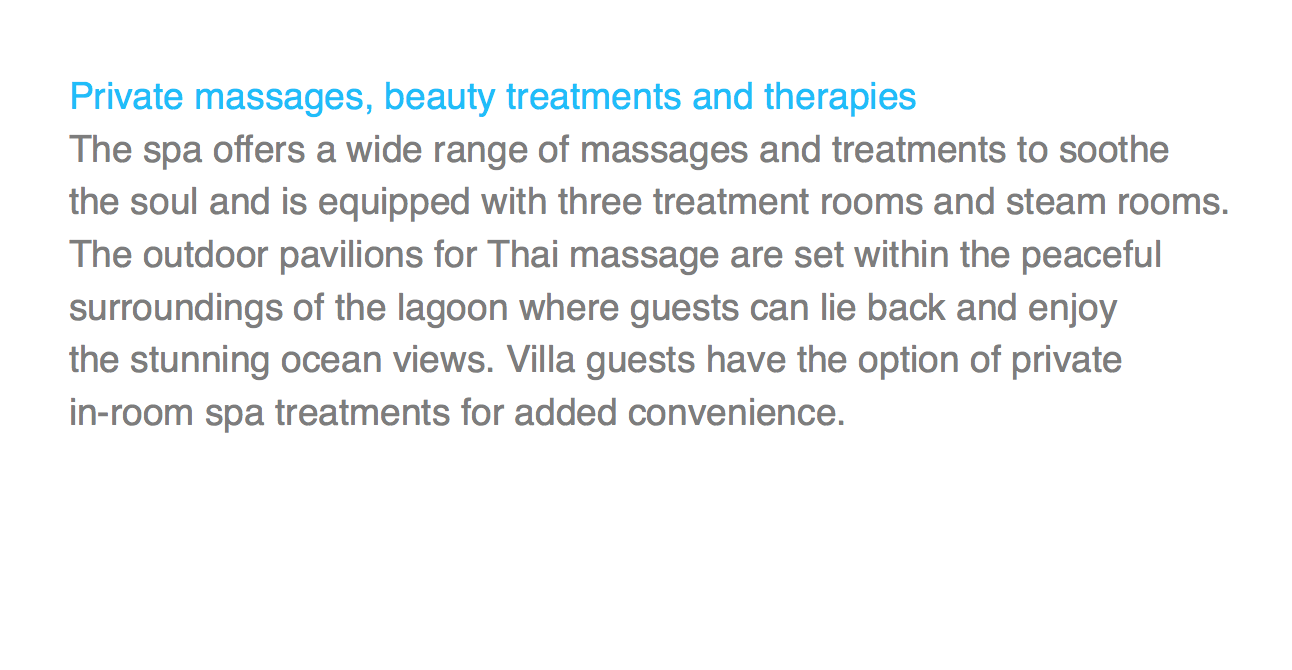 Private massages, beauty treatments and therapies
The spa offers a wide range of massages and treatments to soothe
the soul and is equipped with three treatment rooms and steam rooms.
The outdoor pavilions for Thai massage are set within the peaceful
surroundings of the lagoon where guests can lie back and enjoy
the stunning ocean views. Villa guests have the option of private
in-room spa treatments for added convenience.